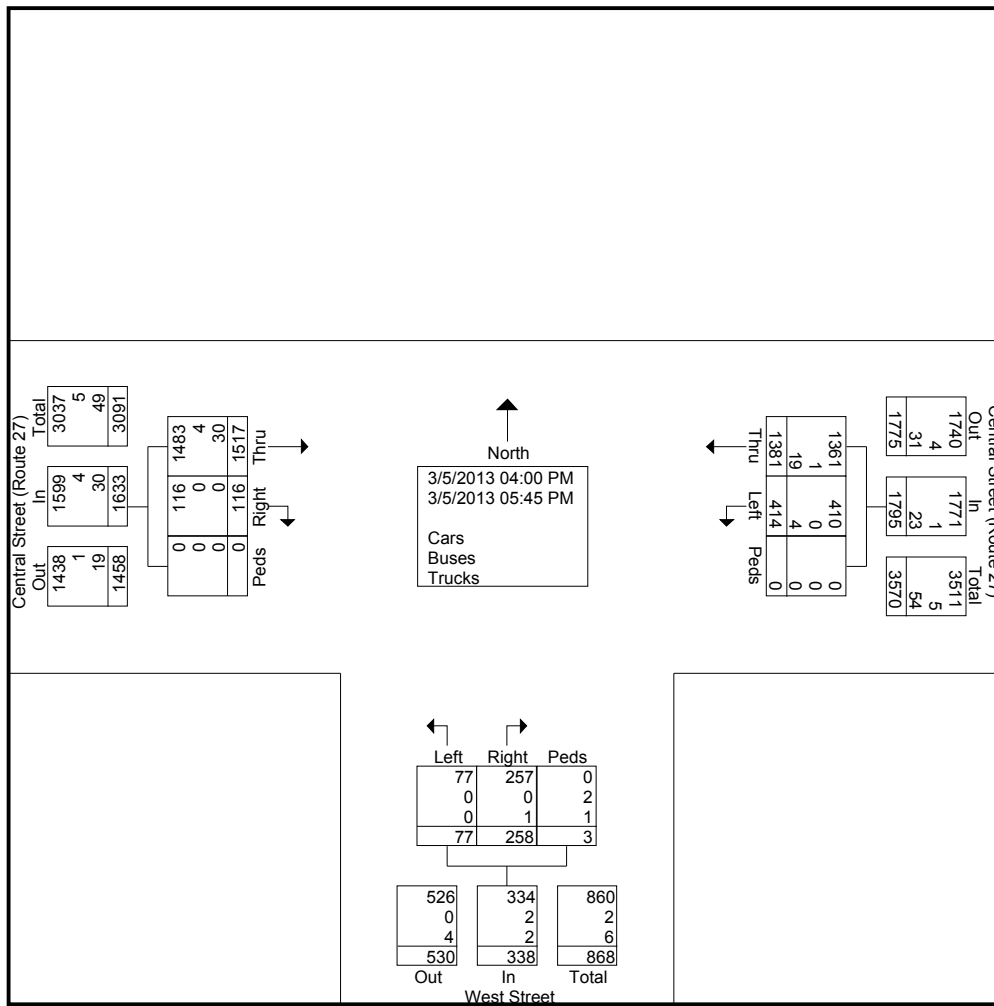 Central Street (Route 27)
Out In Total
1438 1599 3037
1 4 5
19 30 49
1458 1633 3091
Peds Right Thru
0 116 1483
0 0 4
0 0 30
0 116 1517
North
3/5/2013 04:00 PM
3/5/2013 05:45 PM
Cars
Buses
Trucks
Central Street (Route 27)
Out In Total
1740 1771 3511
4 1 5
31 23 54
1775 1795 3570
1361 410 0
1 0 0
19 4 0
1381 414 0
Thru Left Peds
Left Right Peds
77 257 0
0 0 2
0 1 1
77 258 3
526 334 860
0 2 2
4 2 6
530 338 868
Out In Total
West Street